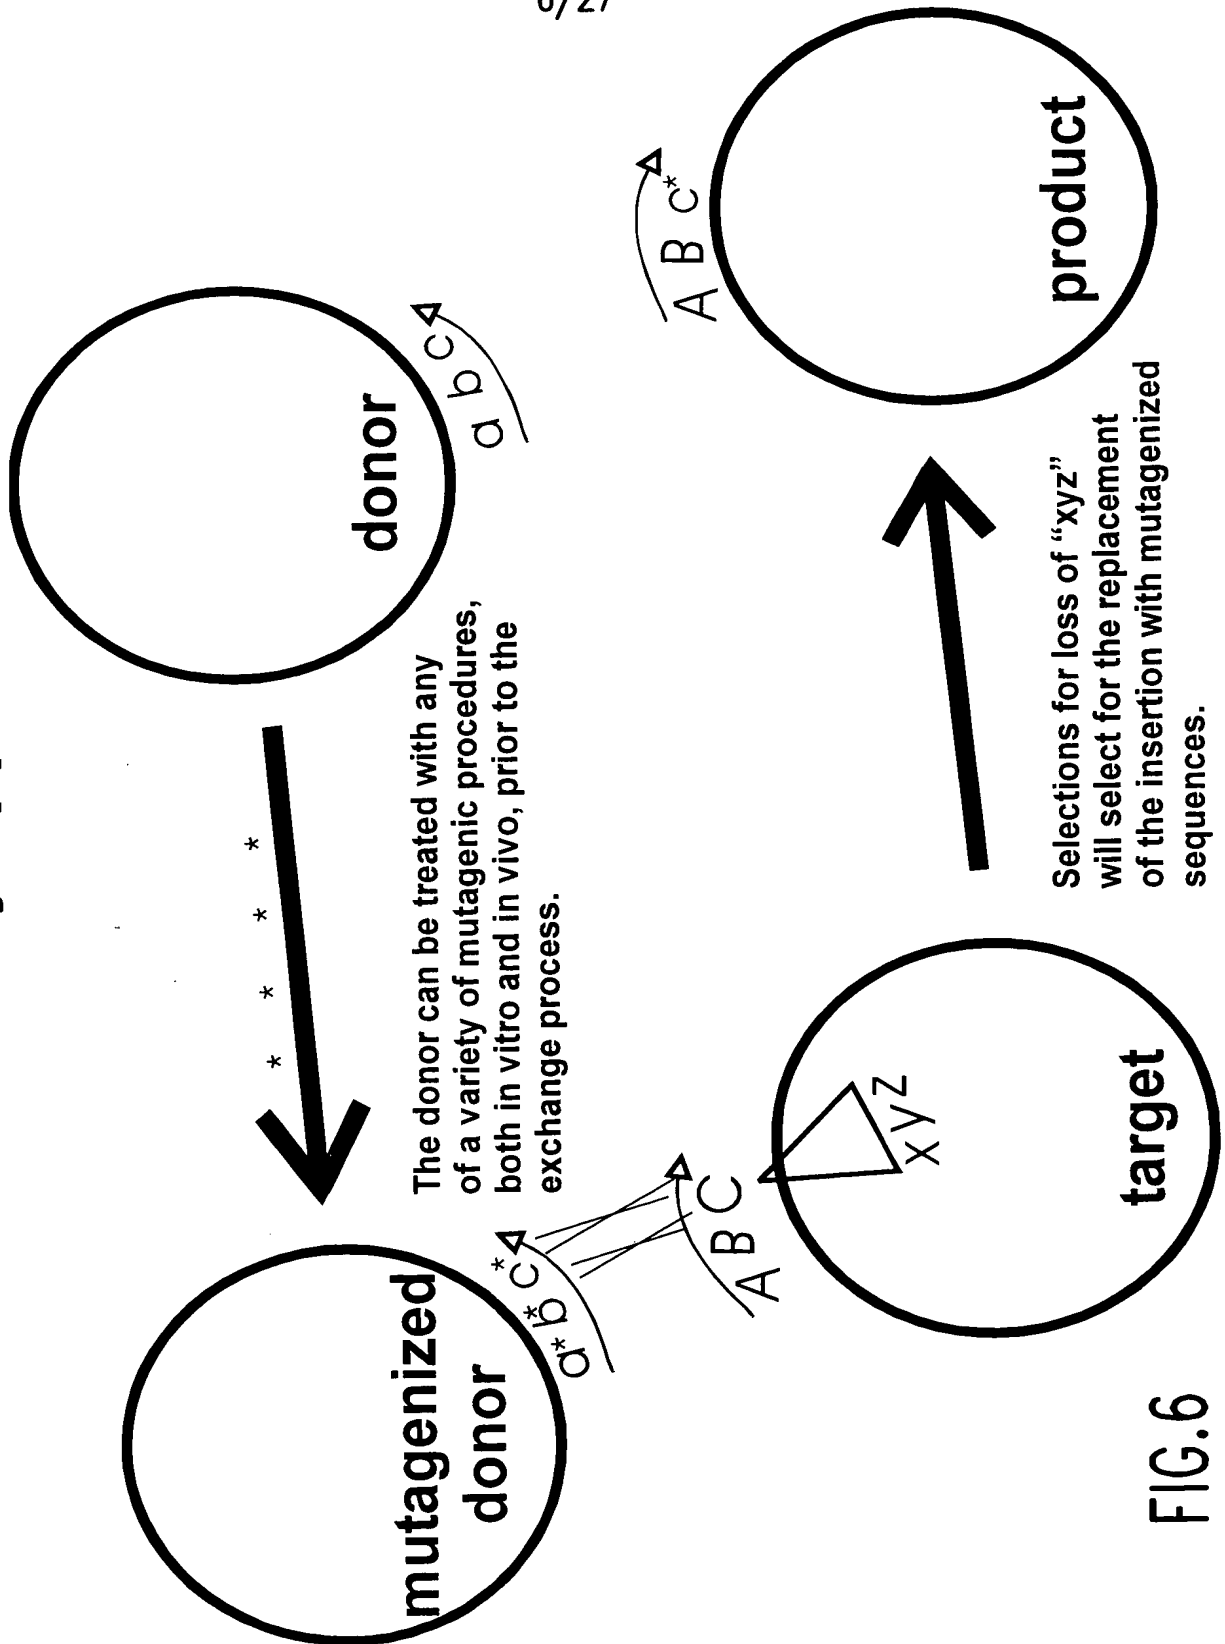 6/27
donor
a b c
* * * *
The donor can be treated with any
of a variety of mutagenic procedures,
both in vitro and in vivo, prior to the
exchange process.
mutagenized
donor
a* b* c*
A B C
x y z
target
Selections for loss of “xyz”
will select for the replacement
of the insertion with mutagenized
sequences.
A B c*
product
FIG.6